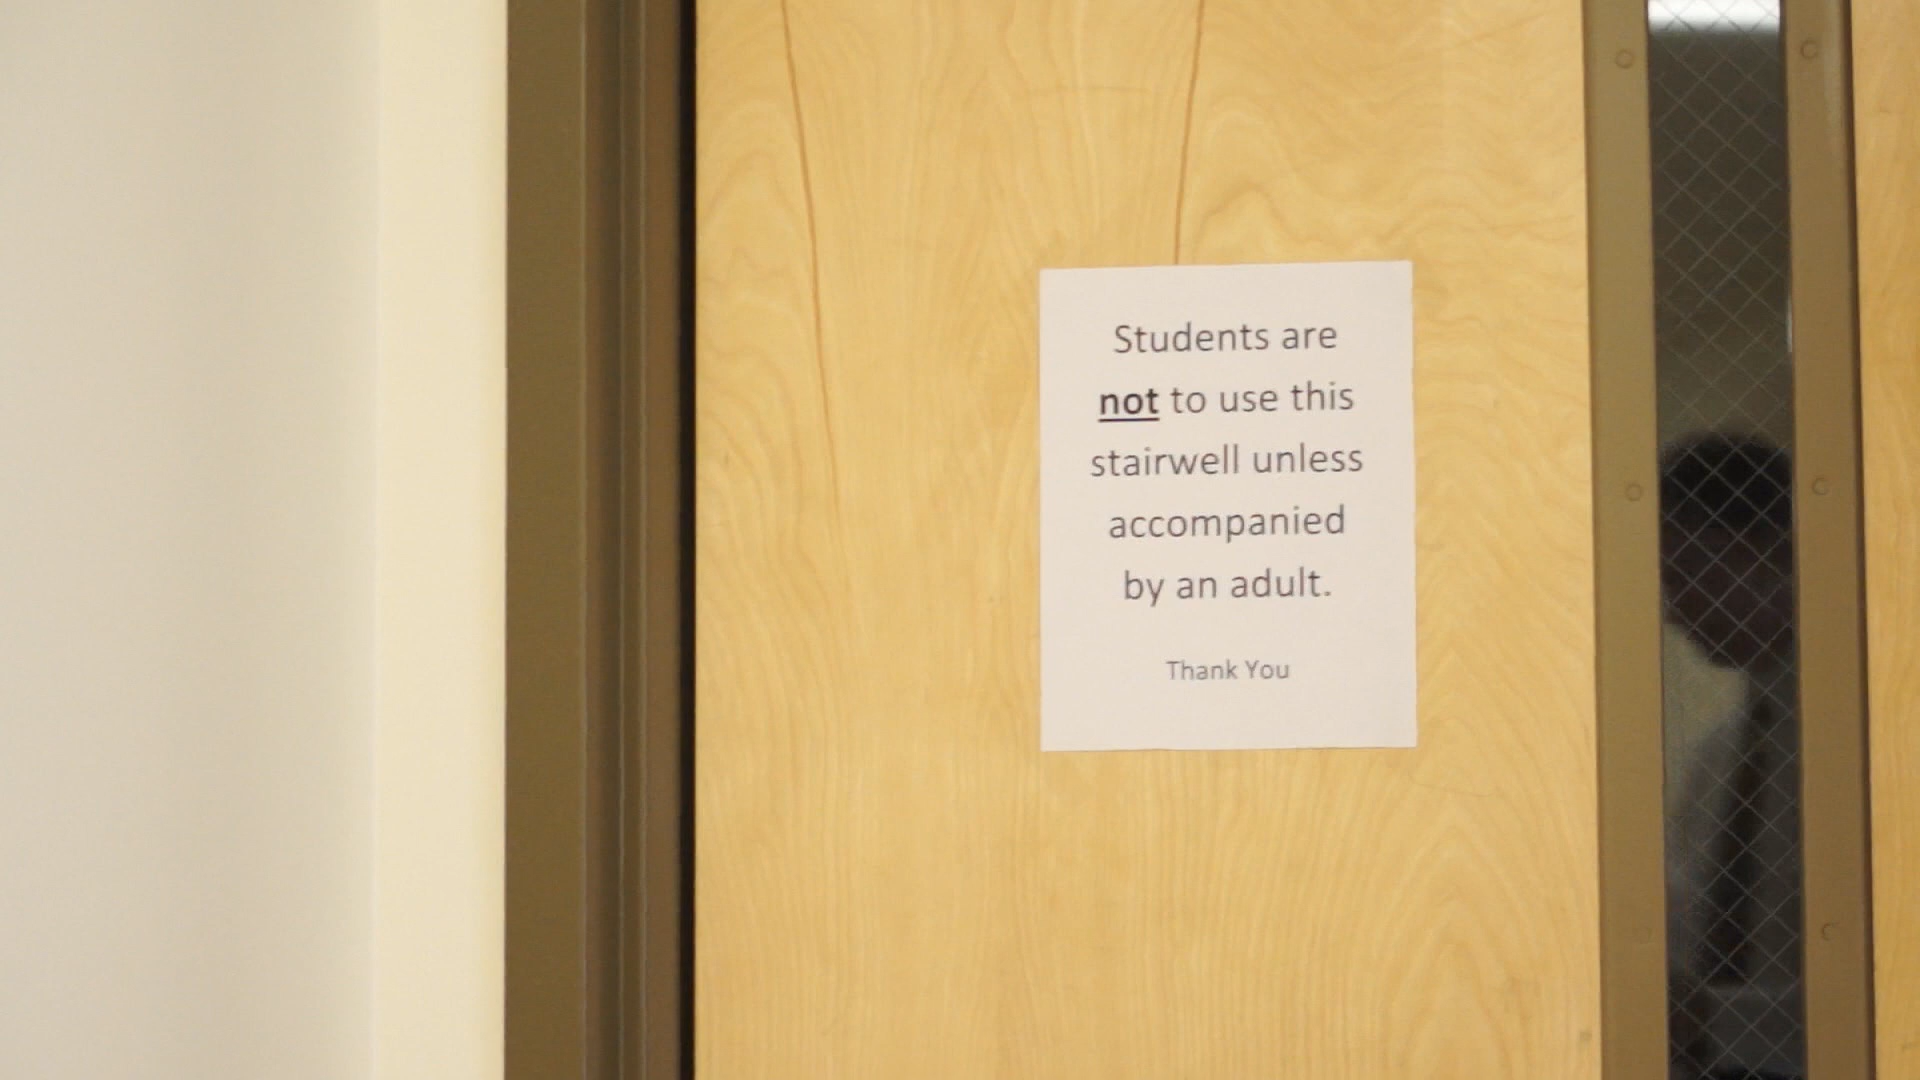 Students are
not to use this
stairwell unless
accompanied
by an adult.
Thank You